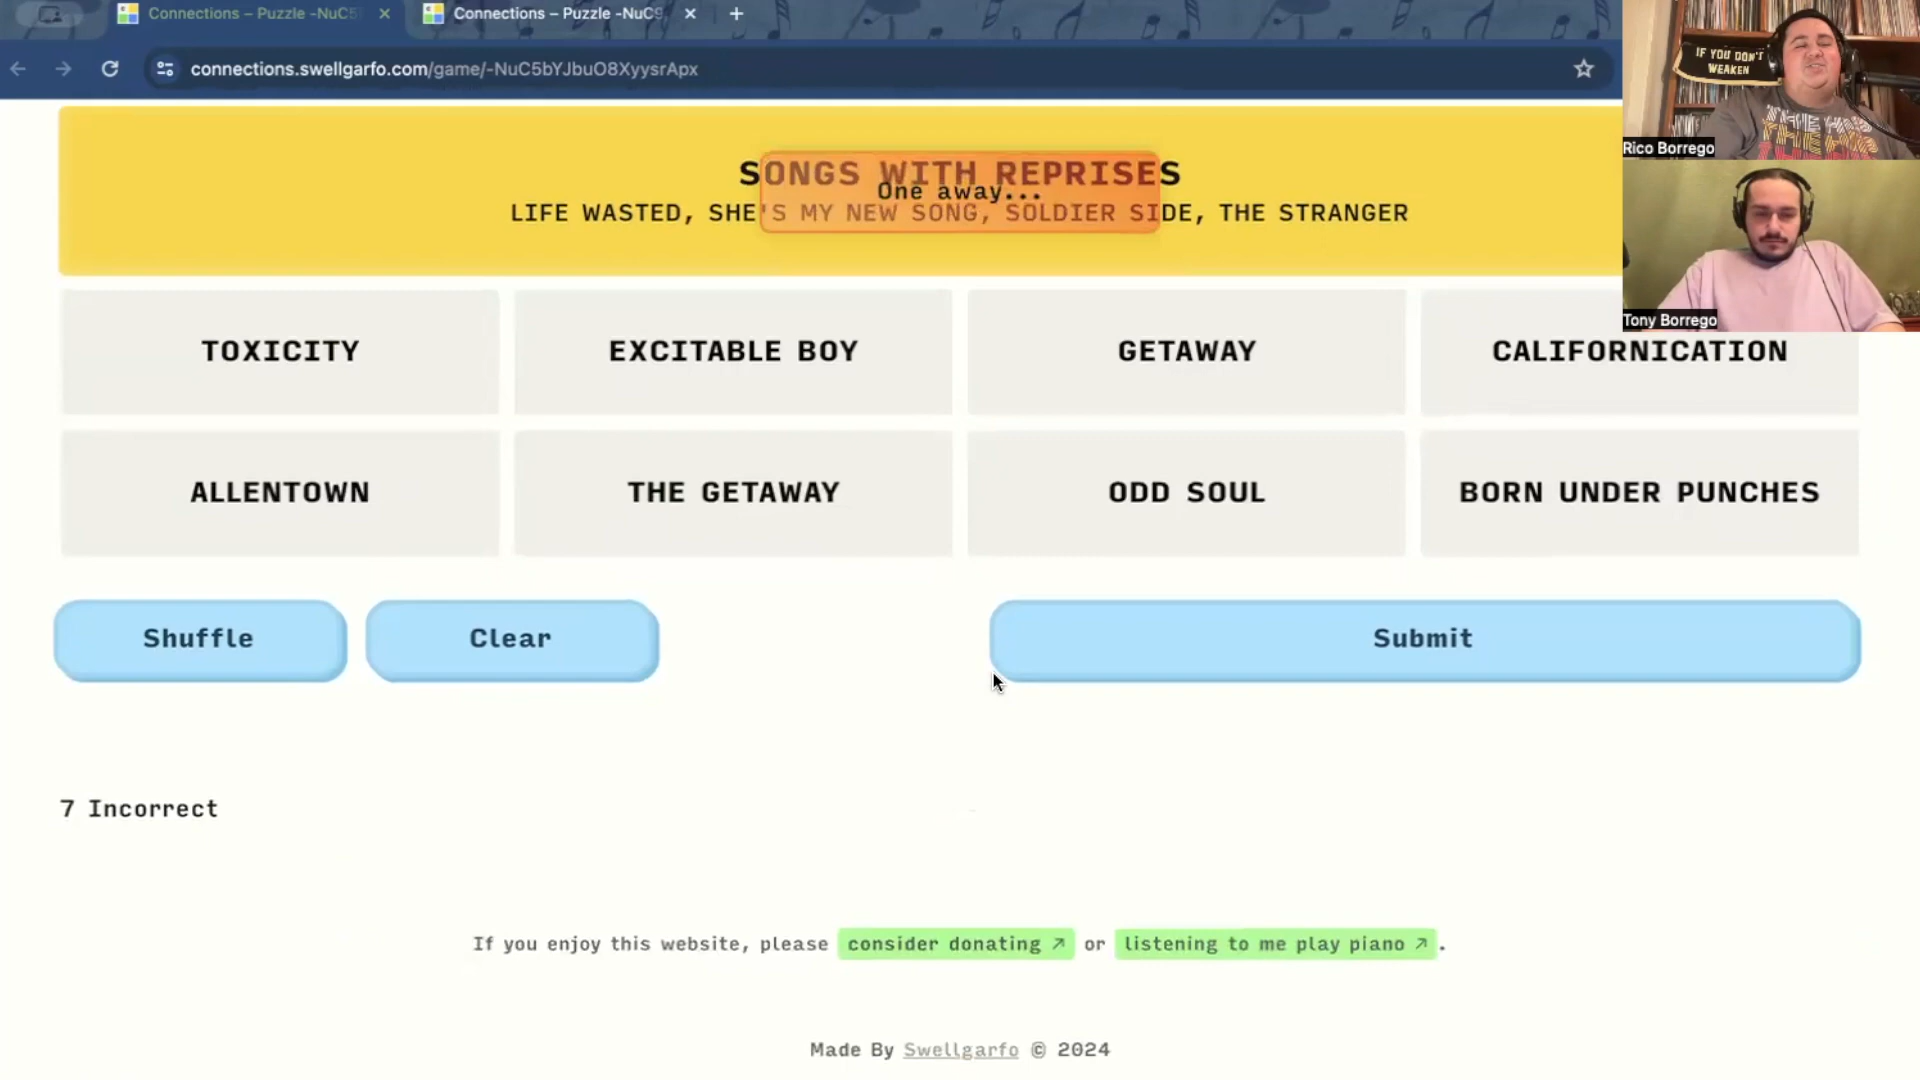 Connections – Puzzle -NuC5
Connections – Puzzle -NuC9
connections.swellgarfo.com/game/-NuC5bYJbuO8XyysrApx
IF YOU DON'T
WEAKEN
Rico Borrego
Tony Borrego
SONGS WITH REPRISES
One away...
LIFE WASTED, SHE'S MY NEW SONG, SOLDIER SIDE, THE STRANGER
TOXICITY
EXCITABLE BOY
GETAWAY
CALIFORNICATION
ALLENTOWN
THE GETAWAY
ODD SOUL
BORN UNDER PUNCHES
Shuffle
Clear
Submit
7 Incorrect
If you enjoy this website, please consider donating ↗ or listening to me play piano ↗.
Made By Swellgarfo © 2024